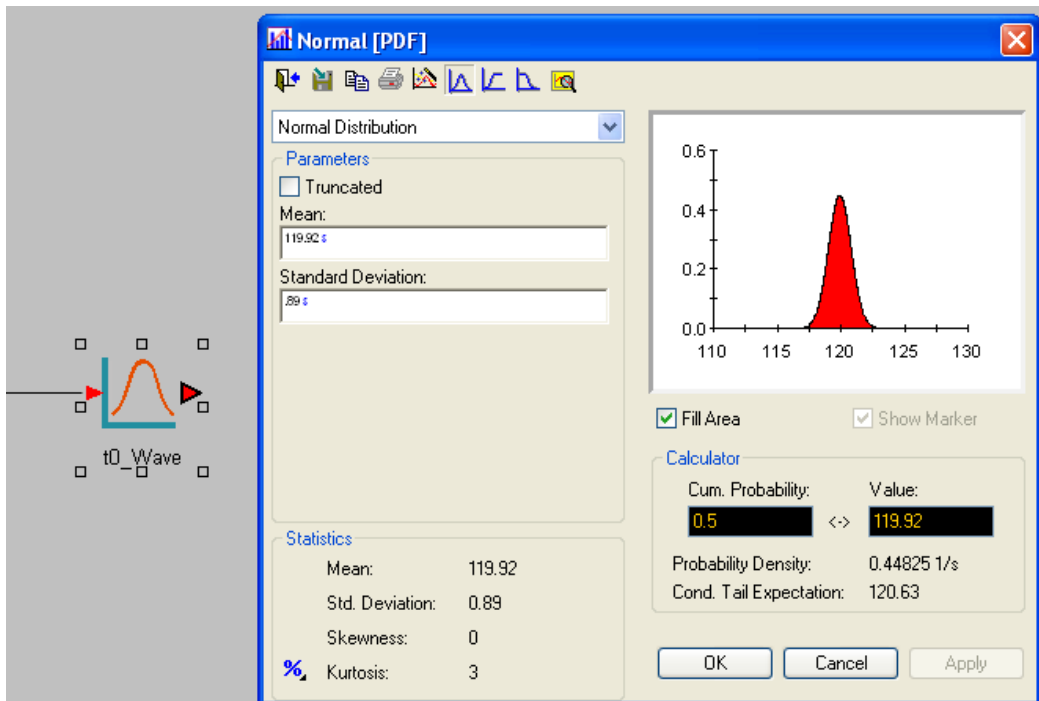 Normal [PDF]
Normal Distribution
Parameters
Truncated
Mean:
119.92 s
Standard Deviation:
.89 s
0.6
0.4
0.2
0.0
110 115 120 125 130
Fill Area Show Marker
t0_Wave
Calculator
Cum. Probability: Value:
0.5 <-> 119.92
Probability Density: 0.44825 1/s
Cond. Tail Expectation: 120.63
Statistics
Mean: 119.92
Std. Deviation: 0.89
Skewness: 0
%, Kurtosis: 3
OK Cancel Apply